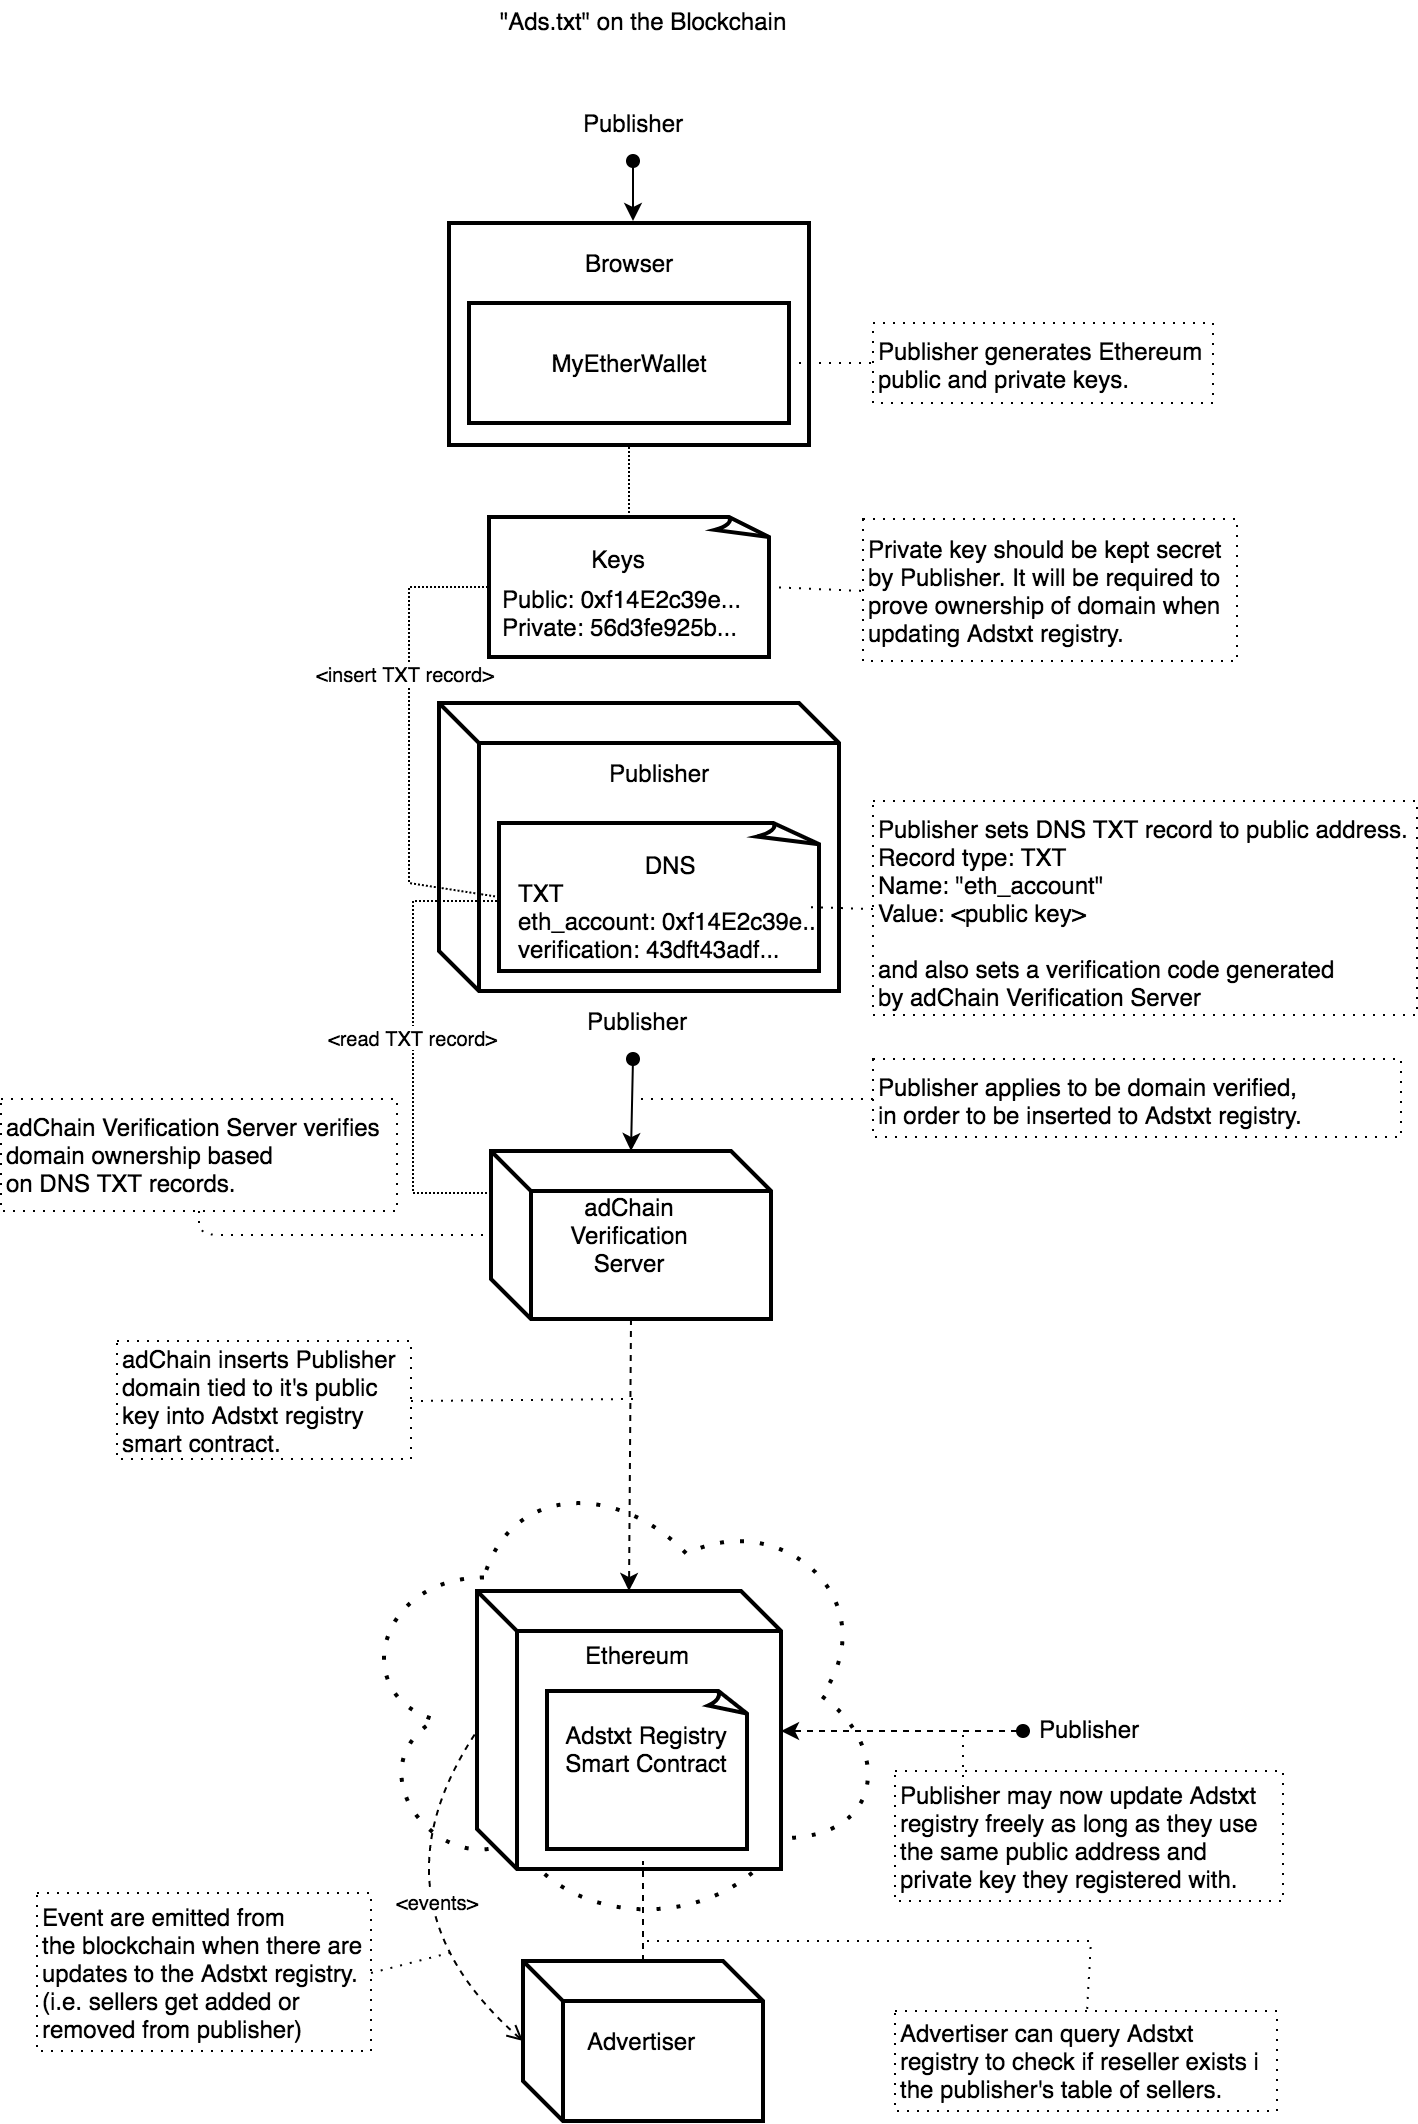 "Ads.txt" on the Blockchain
Publisher
Browser
MyEtherWallet
Publisher generates Ethereum
public and private keys.
Keys
Public: 0xf14E2c39e...
Private: 56d3fe925b...
Private key should be kept secret
by Publisher. It will be required to
prove ownership of domain when
updating Adstxt registry.
<insert TXT record>
Publisher
DNS
TXT
eth_account: 0xf14E2c39e..
verification: 43dft43adf...
Publisher sets DNS TXT record to public address.
Record type: TXT
Name: "eth_account"
Value: <public key>
and also sets a verification code generated
by adChain Verification Server
Publisher
<read TXT record>
Publisher applies to be domain verified,
in order to be inserted to Adstxt registry.
adChain Verification Server verifies
domain ownership based
on DNS TXT records.
adChain
Verification
Server
adChain inserts Publisher
domain tied to it's public
key into Adstxt registry
smart contract.
Ethereum
Adstxt Registry
Smart Contract
Publisher
Publisher may now update Adstxt
registry freely as long as they use
the same public address and
private key they registered with.
<events>
Event are emitted from
the blockchain when there are
updates to the Adstxt registry.
(i.e. sellers get added or
removed from publisher)
Advertiser
Advertiser can query Adstxt
registry to check if reseller exists i
the publisher's table of sellers.